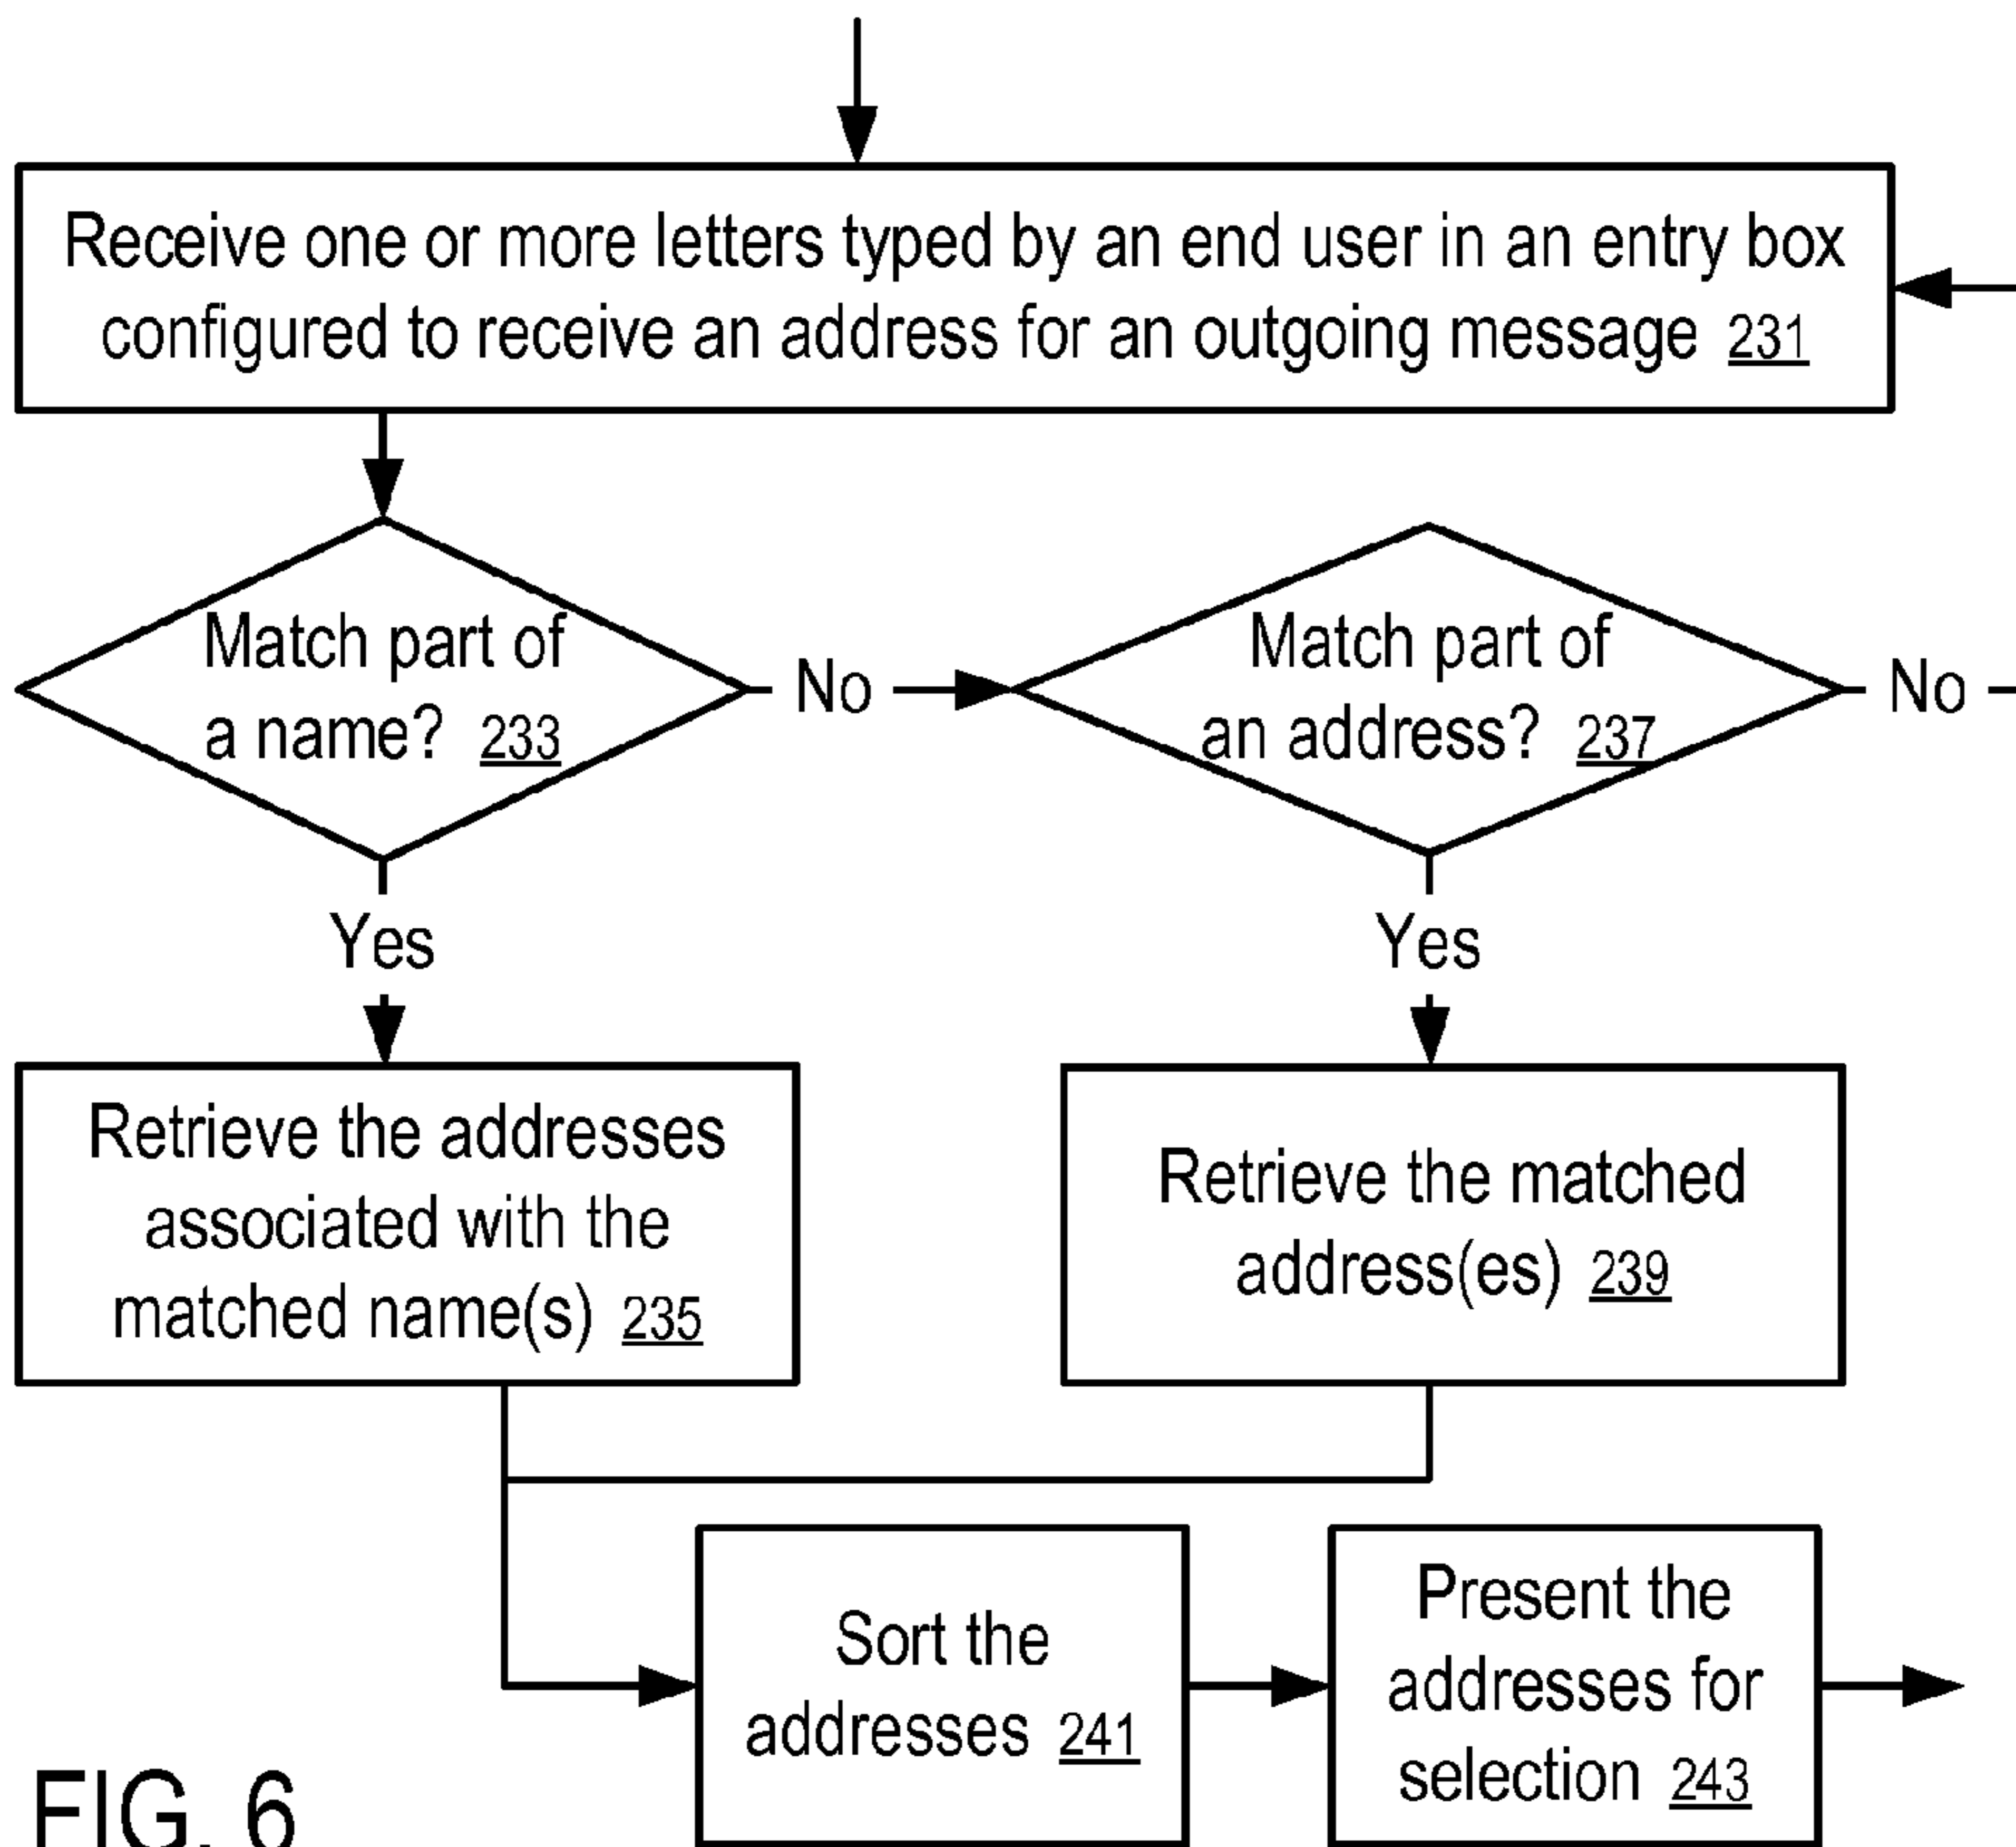 Receive one or more letters typed by an end user in an entry box
configured to receive an address for an outgoing message 231
Match part of
a name? 233
No
Match part of
an address? 237
No
Yes
Yes
Retrieve the addresses
associated with the
matched name(s) 235
Retrieve the matched
address(es) 239
Sort the
addresses 241
Present the
addresses for
selection 243
FIG. 6